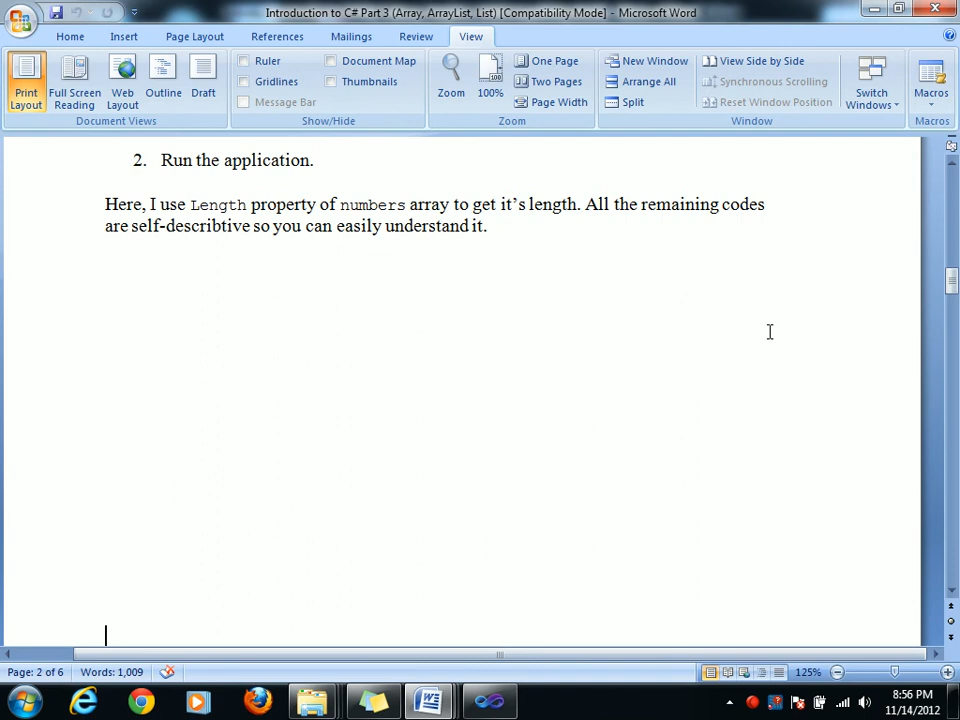 Introduction to C# Part 3 (Array, ArrayList, List) [Compatibility Mode] - Microsoft Word
Home Insert Page Layout References Mailings Review View
Print Layout
Full Screen Reading
Web Layout
Outline
Draft
Document Views
Ruler
Gridlines
Message Bar
Document Map
Thumbnails
Show/Hide
Zoom
100%
One Page
Two Pages
Page Width
Zoom
New Window
Arrange All
Split
View Side by Side
Synchronous Scrolling
Reset Window Position
Window
Switch Windows
Macros
Macros
2. Run the application.
Here, I use Length property of numbers array to get it's length. All the remaining codes
are self-describtive so you can easily understand it.
Page: 2 of 6 Words: 1,009 125%
8:56 PM
11/14/2012